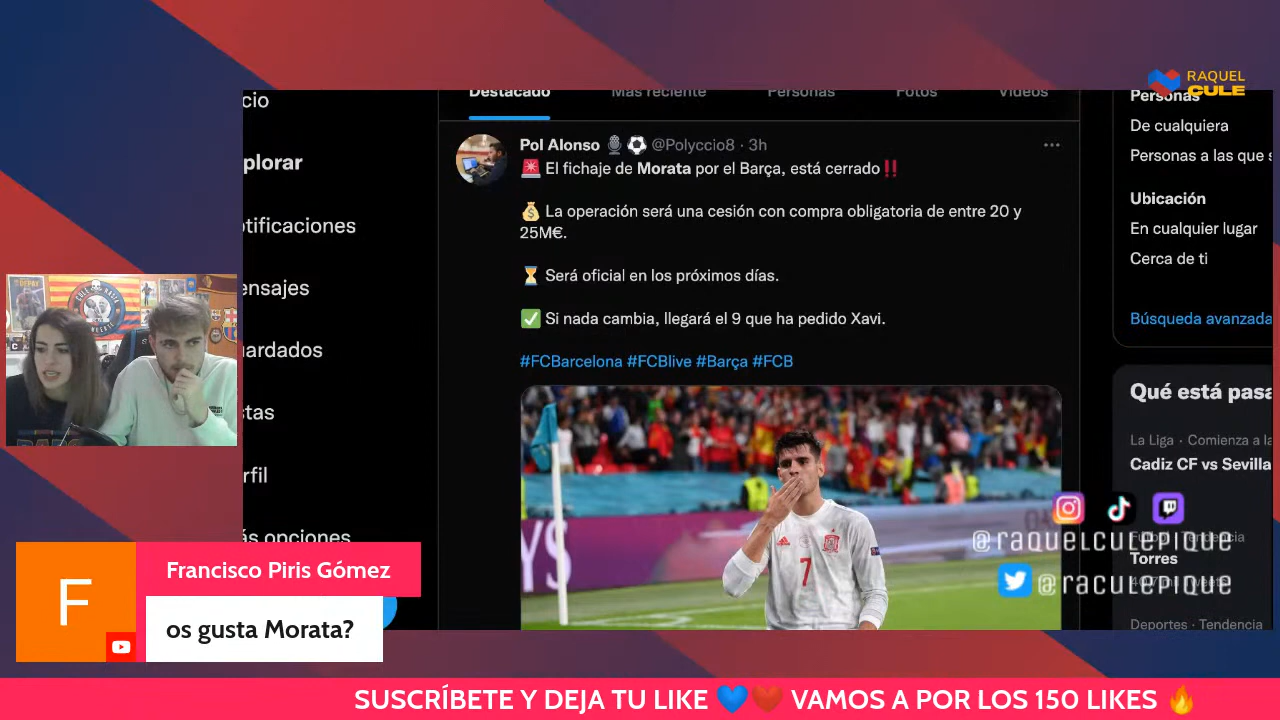 RAQUEL
CULE
cio
plorar
otificaciones
ensajes
uardados
stas
rfil
ás opciones
Destacado
Más reciente
Personas
Fotos
Vídeos
Pol Alonso 🎙️⚽ @Polyccio8 · 3h
🚨 El fichaje de Morata por el Barça, está cerrado‼️
💰 La operación será una cesión con compra obligatoria de entre 20 y
25M€.
⏳ Será oficial en los próximos días.
✅ Si nada cambia, llegará el 9 que ha pedido Xavi.
#FCBarcelona #FCBlive #Barça #FCB
7
Personas
De cualquiera
Personas a las que s
Ubicación
En cualquier lugar
Cerca de ti
Búsqueda avanzada
Qué está pasa
La Liga · Comienza a la
Cadiz CF vs Sevilla
Tendencia
Torres
Deportes · Tendencia
@raquelculepique
@raculepique
DEPAY
Francisco Piris Gómez
F
os gusta Morata?
SUSCRÍBETE Y DEJA TU LIKE 💙❤️ VAMOS A POR LOS 150 LIKES 🔥